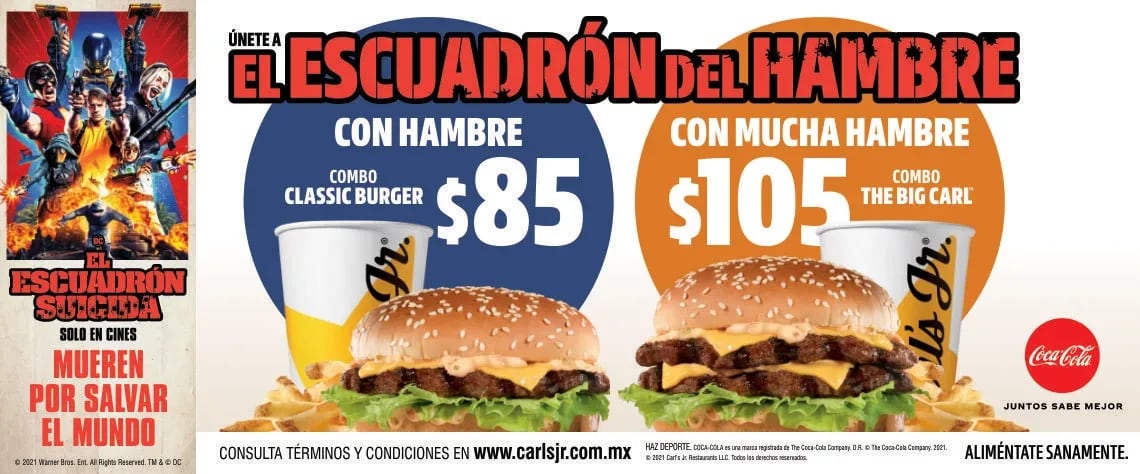 DC
EL
ESCUADRÓN
SUICIDA
SOLO EN CINES
MUEREN
POR SALVAR
EL MUNDO
© 2021 Warner Bros. Ent. All Rights Reserved. TM & © DC
ÚNETE A
EL ESCUADRÓN DEL HAMBRE
CON HAMBRE
COMBO
CLASSIC BURGER
$85
Jr.
CON MUCHA HAMBRE
$105
COMBO
THE BIG CARL™
l's Jr.
Coca-Cola
JUNTOS SABE MEJOR
CONSULTA TÉRMINOS Y CONDICIONES EN www.carlsjr.com.mx
HAZ DEPORTE. COCA-COLA es una marca registrada de The Coca-Cola Company. D.R. © The Coca-Cola Company. 2021.
© 2021 Carl's Jr. Restaurants LLC. Todos los derechos reservados.
ALIMÉNTATE SANAMENTE.